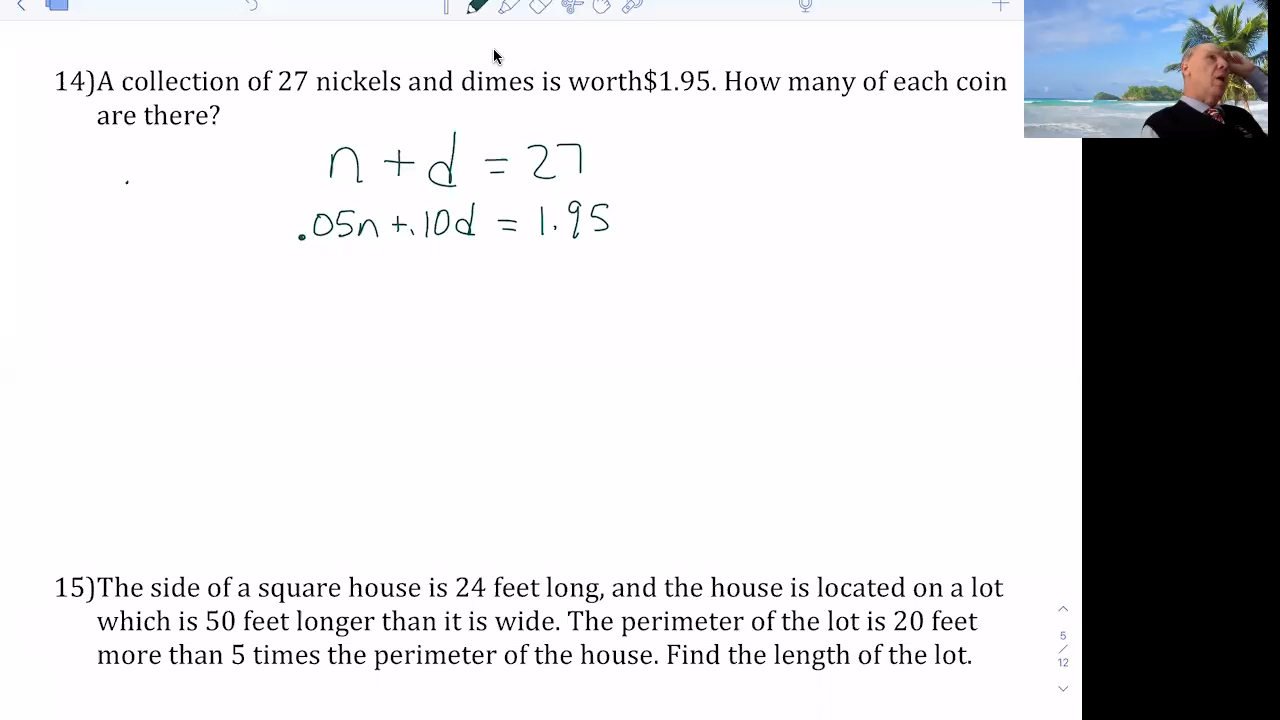 14)A collection of 27 nickels and dimes is worth$1.95. How many of each coin
are there?
n + d = 27
.05n + .10d = 1.95
15)The side of a square house is 24 feet long, and the house is located on a lot
which is 50 feet longer than it is wide. The perimeter of the lot is 20 feet
more than 5 times the perimeter of the house. Find the length of the lot.
5
/
12